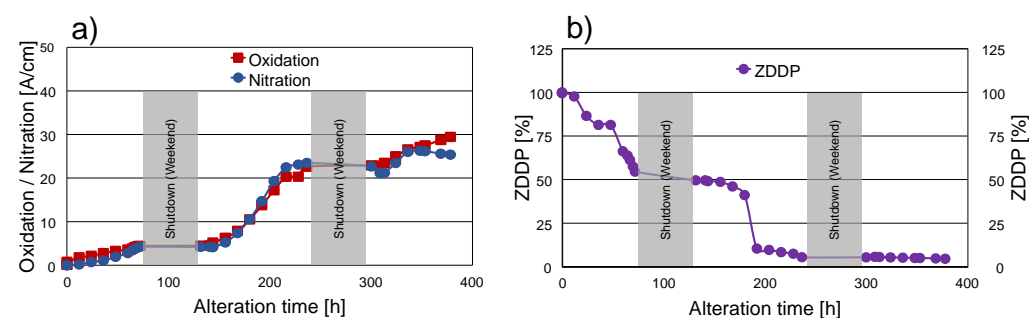 a)
Oxidation / Nitration [A/cm]
50
40
30
20
10
0
Oxidation
Nitration
Shutdown (Weekend)
Shutdown (Weekend)
0
100
200
300
400
Alteration time [h]
b)
ZDDP [%]
125
100
75
50
25
0
ZDDP
Shutdown (Weekend)
Shutdown (Weekend)
125
100
75
50
25
0
ZDDP [%]
0
100
200
300
400
Alteration time [h]